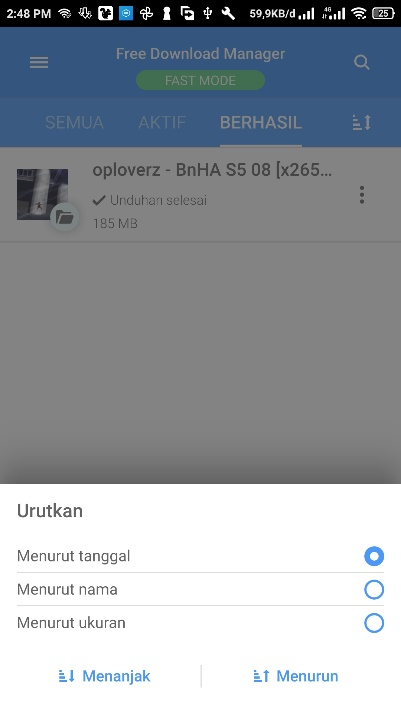 2:48 PM 59,9KB/d 4G 25
Free Download Manager
FAST MODE
SEMUA AKTIF BERHASIL
oploverz - BnHA S5 08 [x265...
Unduhan selesai
185 MB
Urutkan
Menurut tanggal
Menurut nama
Menurut ukuran
Menanjak Menurun